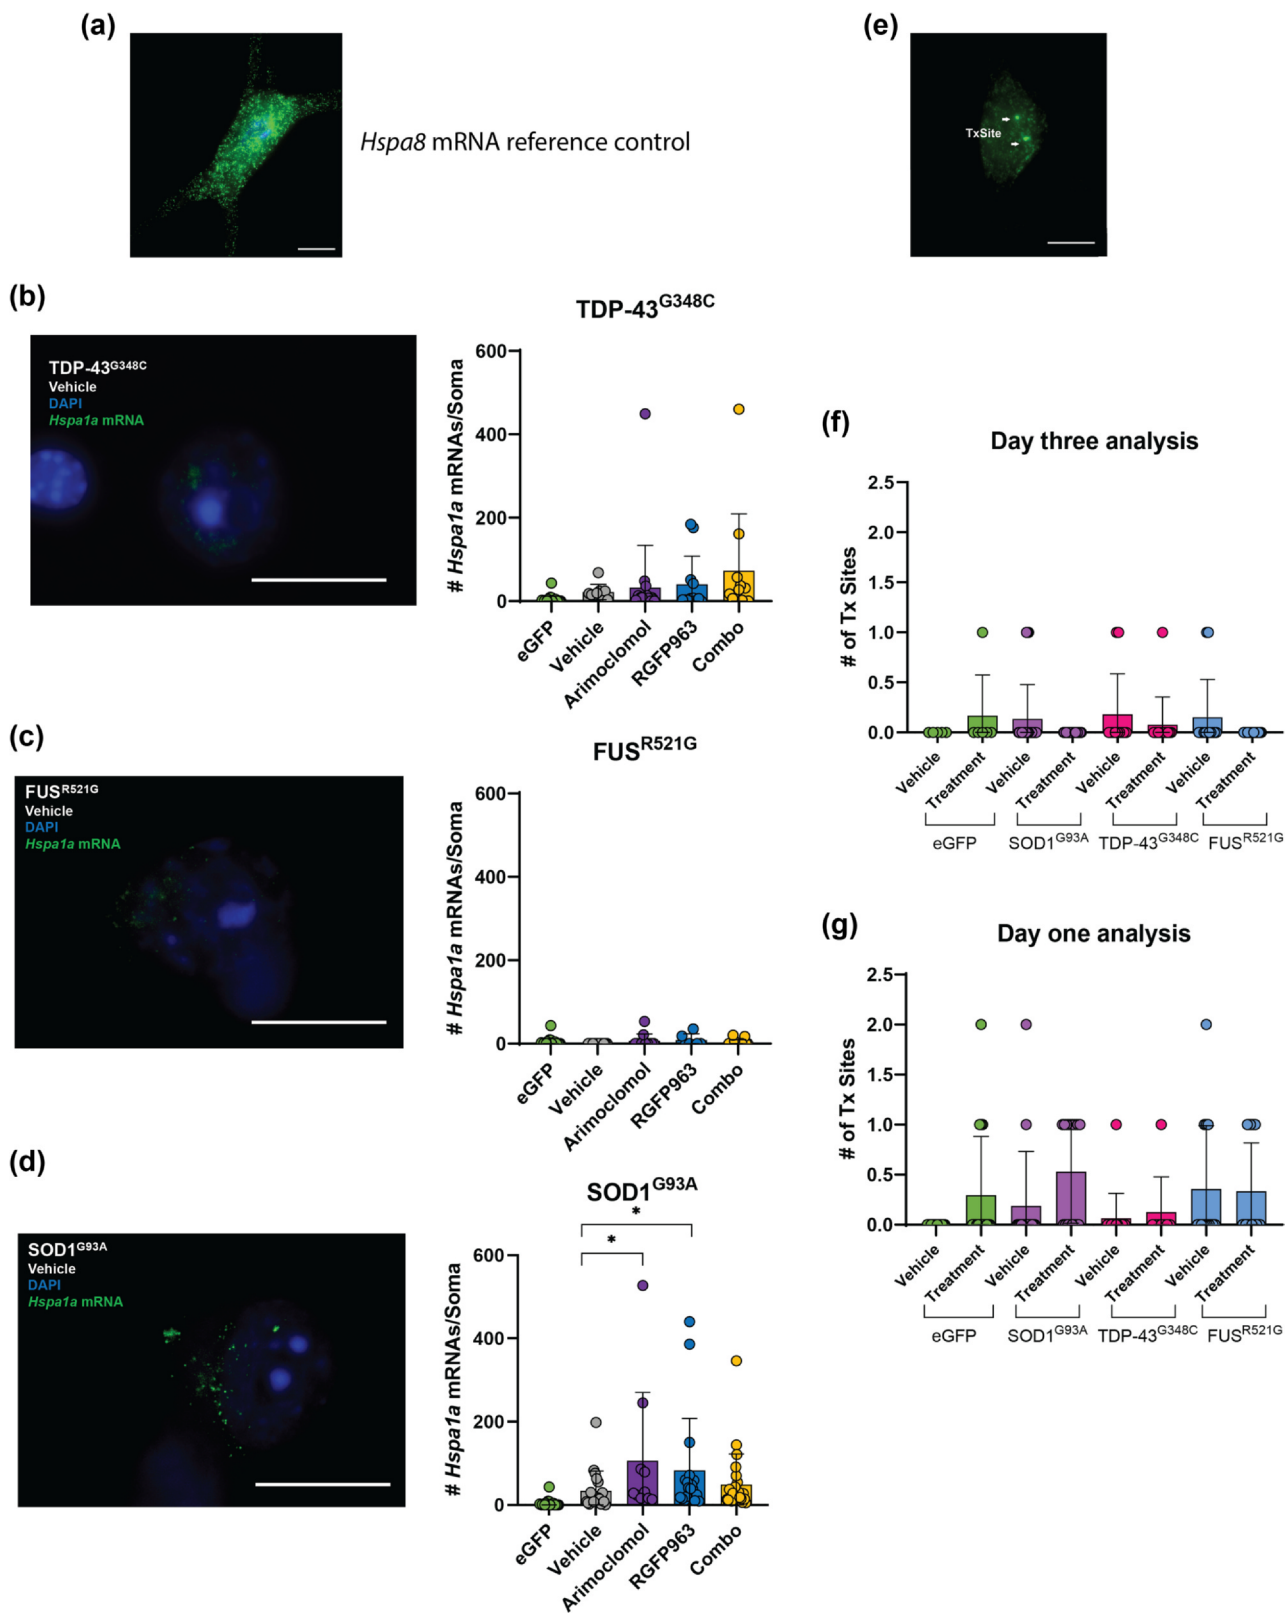 (a)
Hspa8 mRNA reference control
(e)
TxSite
(b)
TDP-43G348C
Vehicle
DAPI
Hspa1a mRNA
TDP-43G348C
# Hspa1a mRNAs/Soma
600
400
200
0
eGFP
Vehicle
Arimoclomol
RGFP963
Combo
(c)
FUSR521G
Vehicle
DAPI
Hspa1a mRNA
FUSR521G
# Hspa1a mRNAs/Soma
600
400
200
0
eGFP
Vehicle
Arimoclomol
RGFP963
Combo
(d)
SOD1G93A
Vehicle
DAPI
Hspa1a mRNA
SOD1G93A
*
*
# Hspa1a mRNAs/Soma
600
400
200
0
eGFP
Vehicle
Arimoclomol
RGFP963
Combo
(f)
Day three analysis
# of Tx Sites
2.5
2.0
1.5
1.0
0.5
0.0
Vehicle
Treatment
Vehicle
Treatment
Vehicle
Treatment
Vehicle
Treatment
eGFP
SOD1G93A
TDP-43G348C
FUSR521G
(g)
Day one analysis
# of Tx Sites
2.5
2.0
1.5
1.0
0.5
0.0
Vehicle
Treatment
Vehicle
Treatment
Vehicle
Treatment
Vehicle
Treatment
eGFP
SOD1G93A
TDP-43G348C
FUSR521G